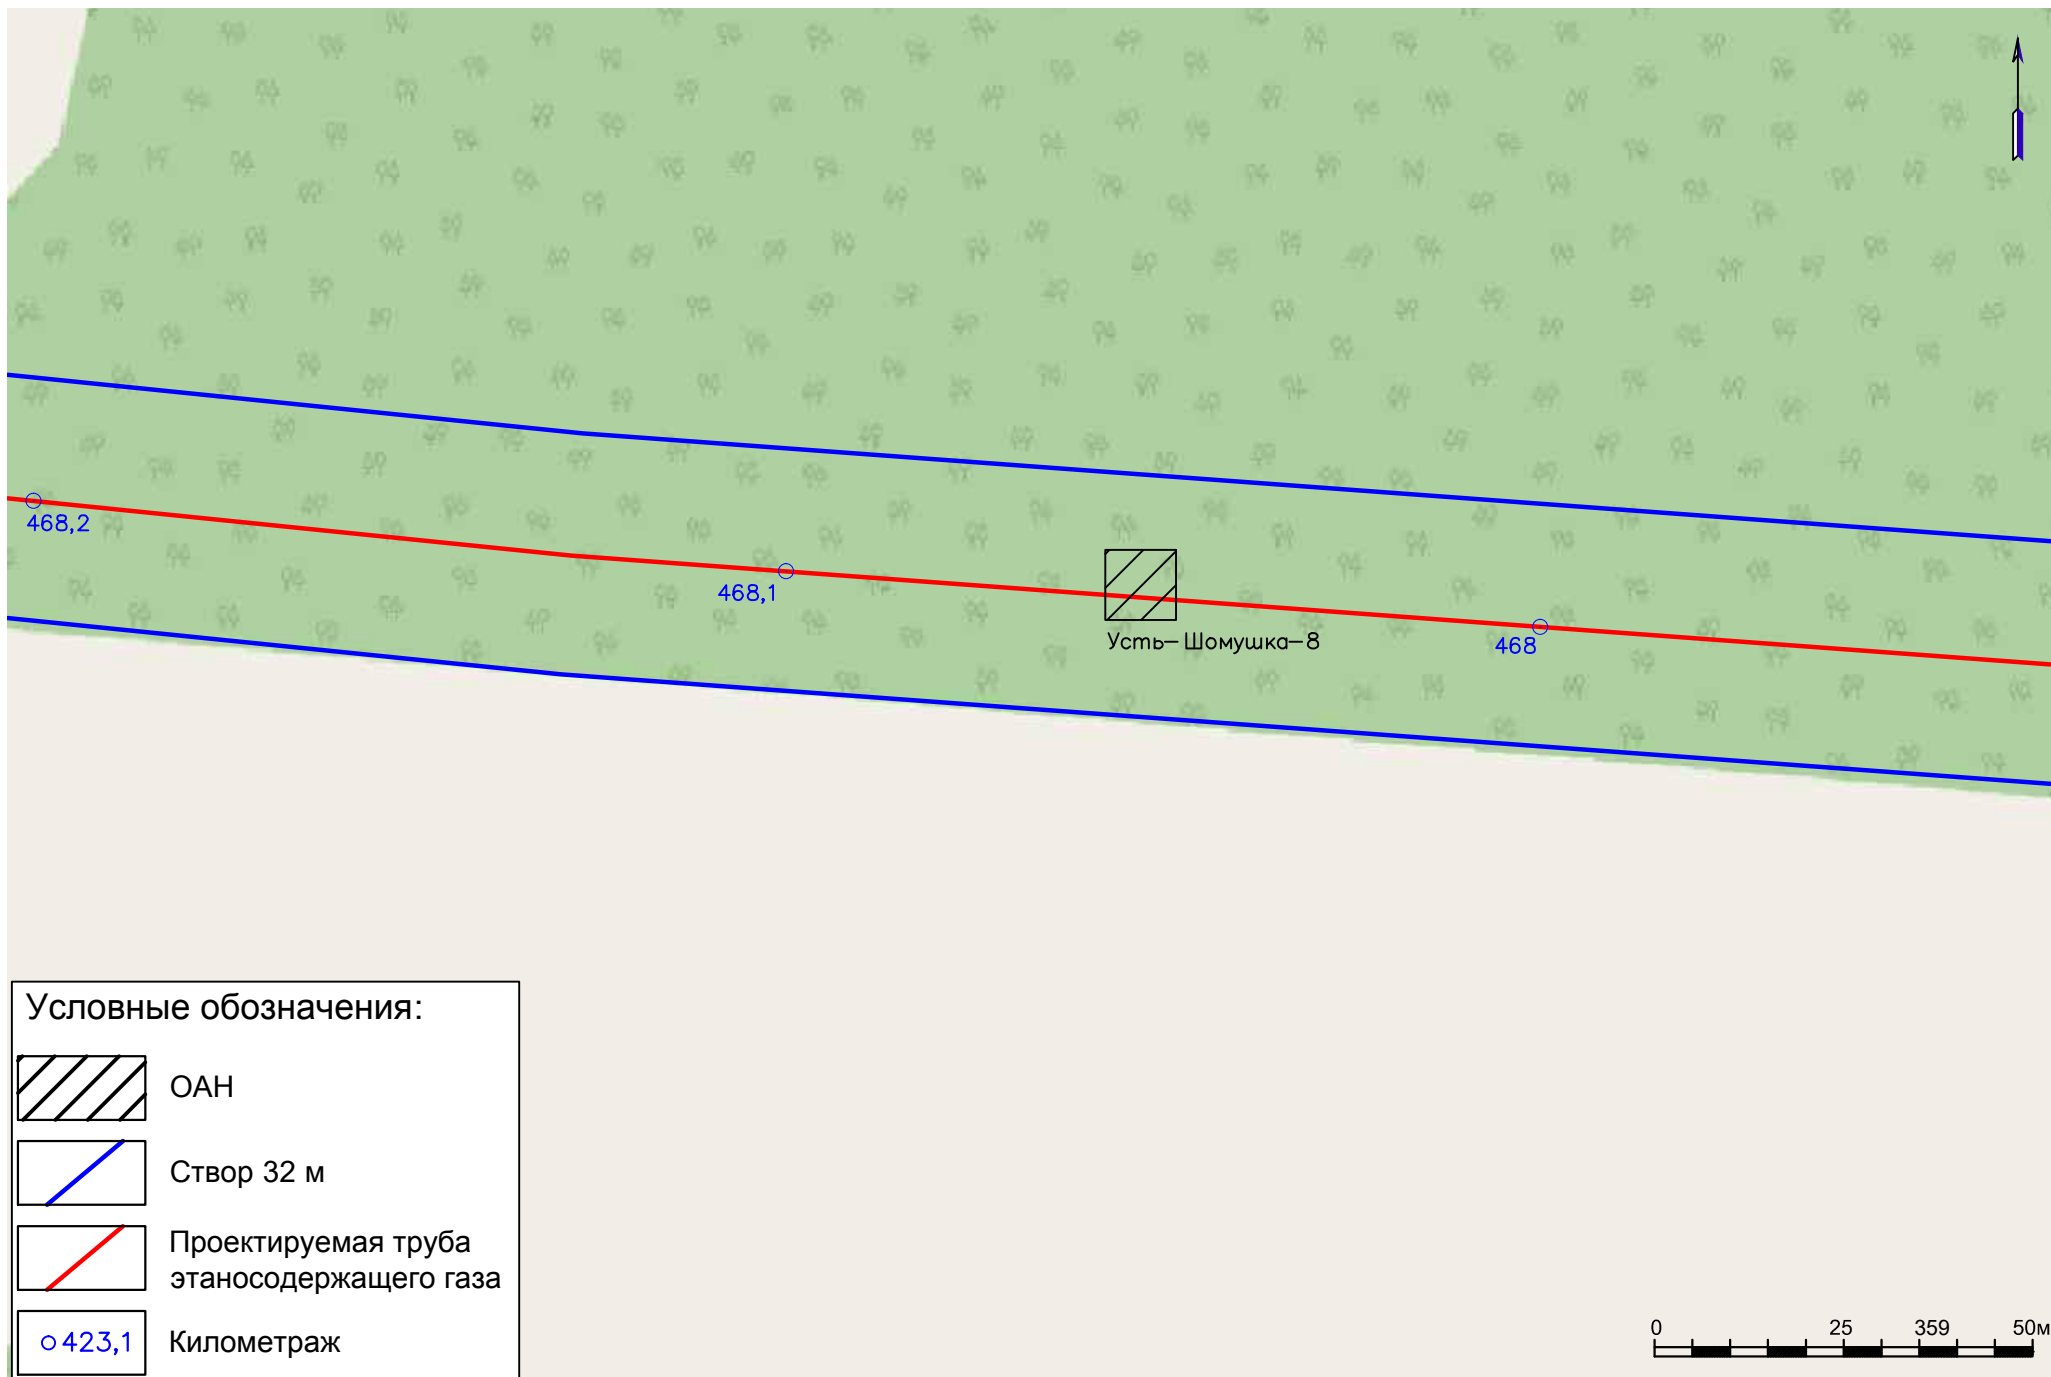 468,2
468,1
Усть-Шомушка-8
468
Условные обозначения:
ОАН
Створ 32 м
Проектируемая труба
этаносодержащего газа
423,1
Километраж
0 25 359 50м